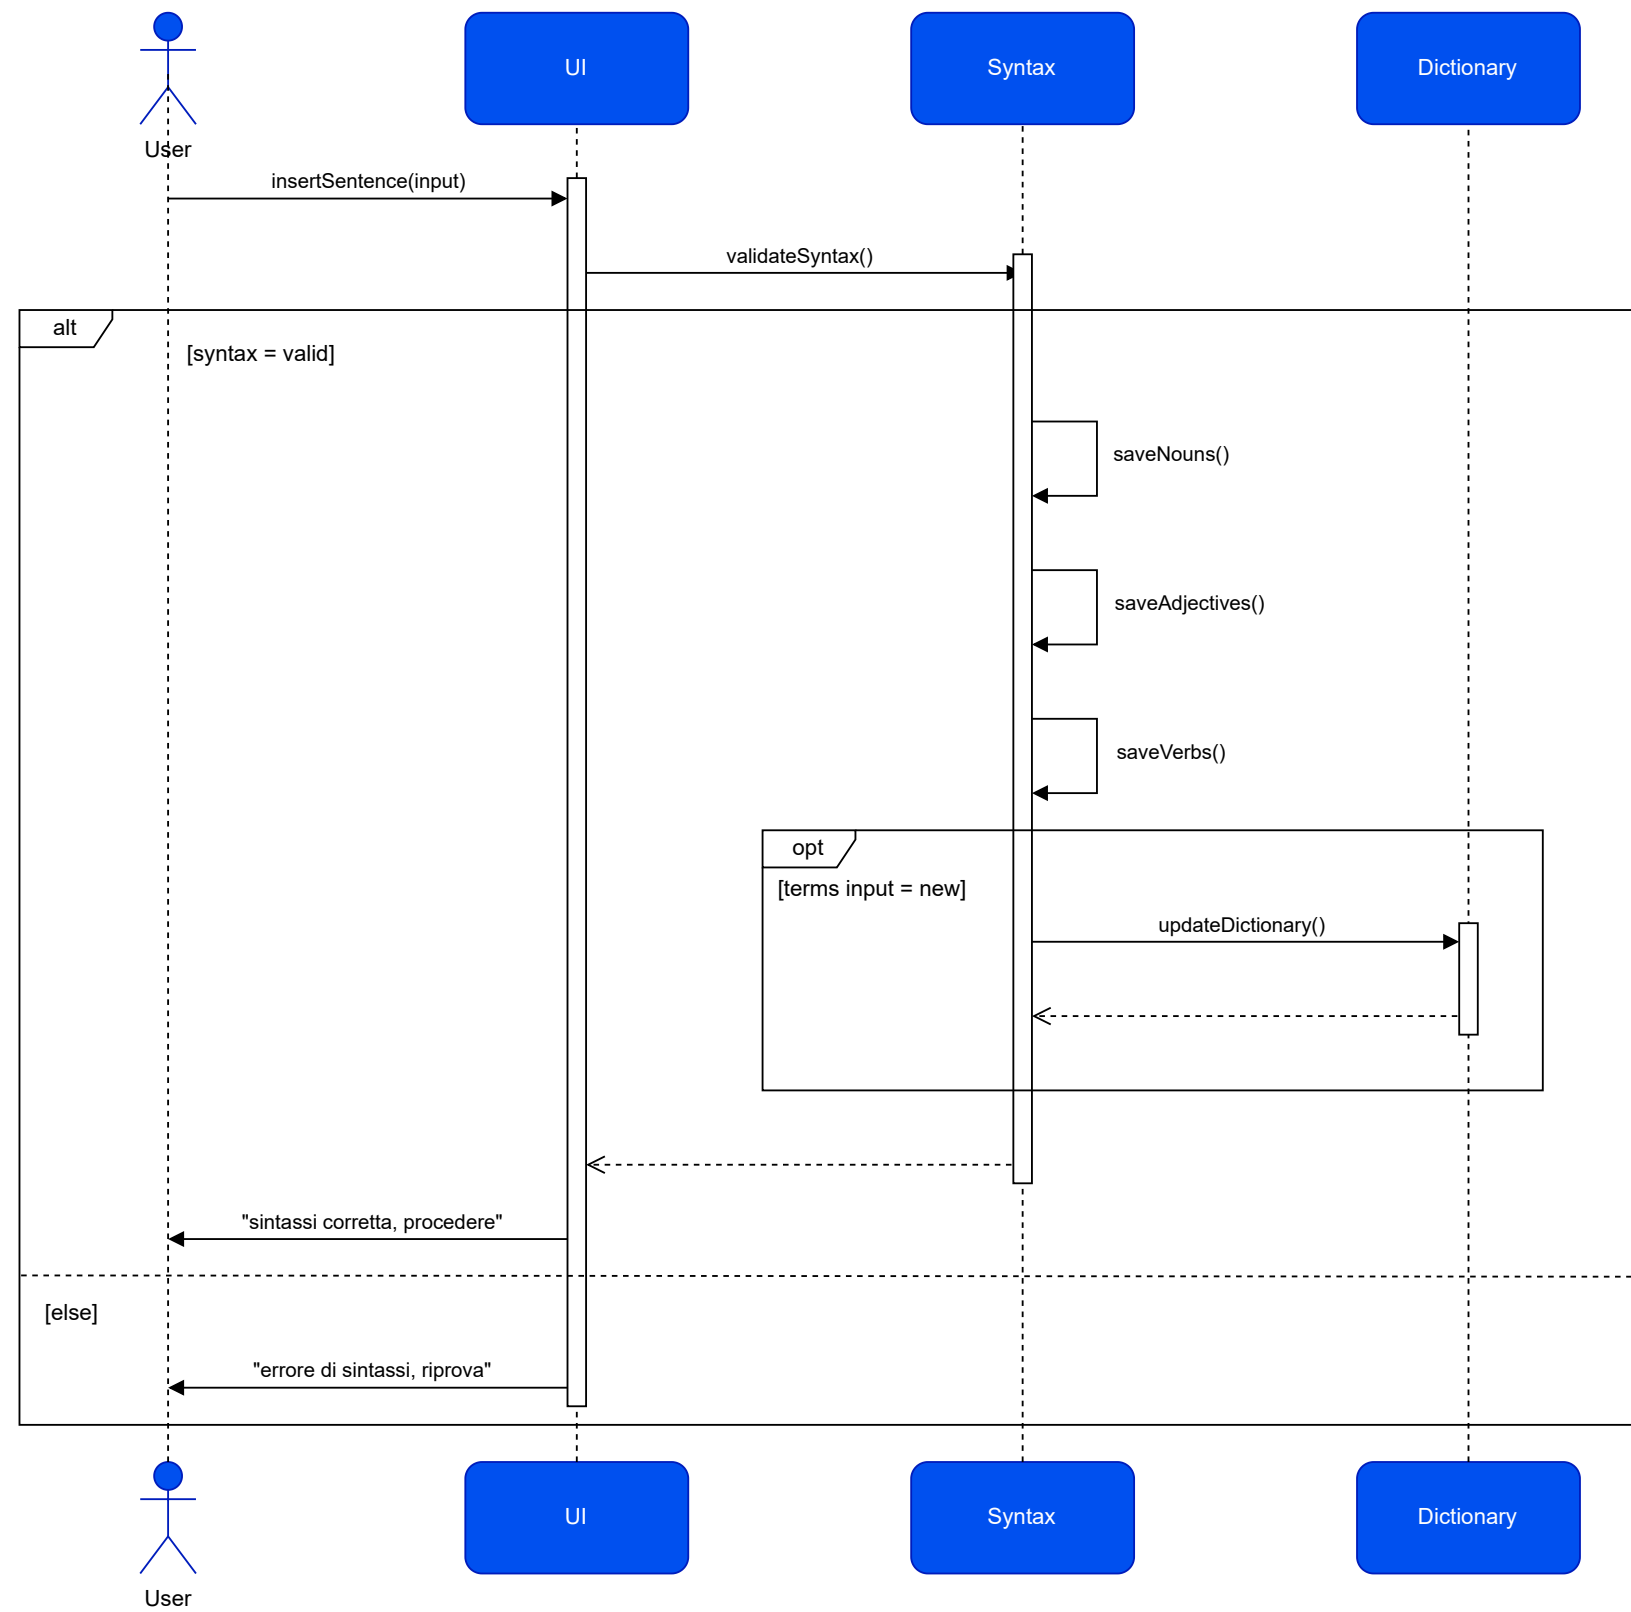 UI
Syntax
Dictionary
User
insertSentence(input)
validateSyntax()
alt
[syntax = valid]
saveNouns()
saveAdjectives()
saveVerbs()
opt
[terms input = new]
updateDictionary()
"sintassi corretta, procedere"
[else]
"errore di sintassi, riprova"
UI
Syntax
Dictionary
User